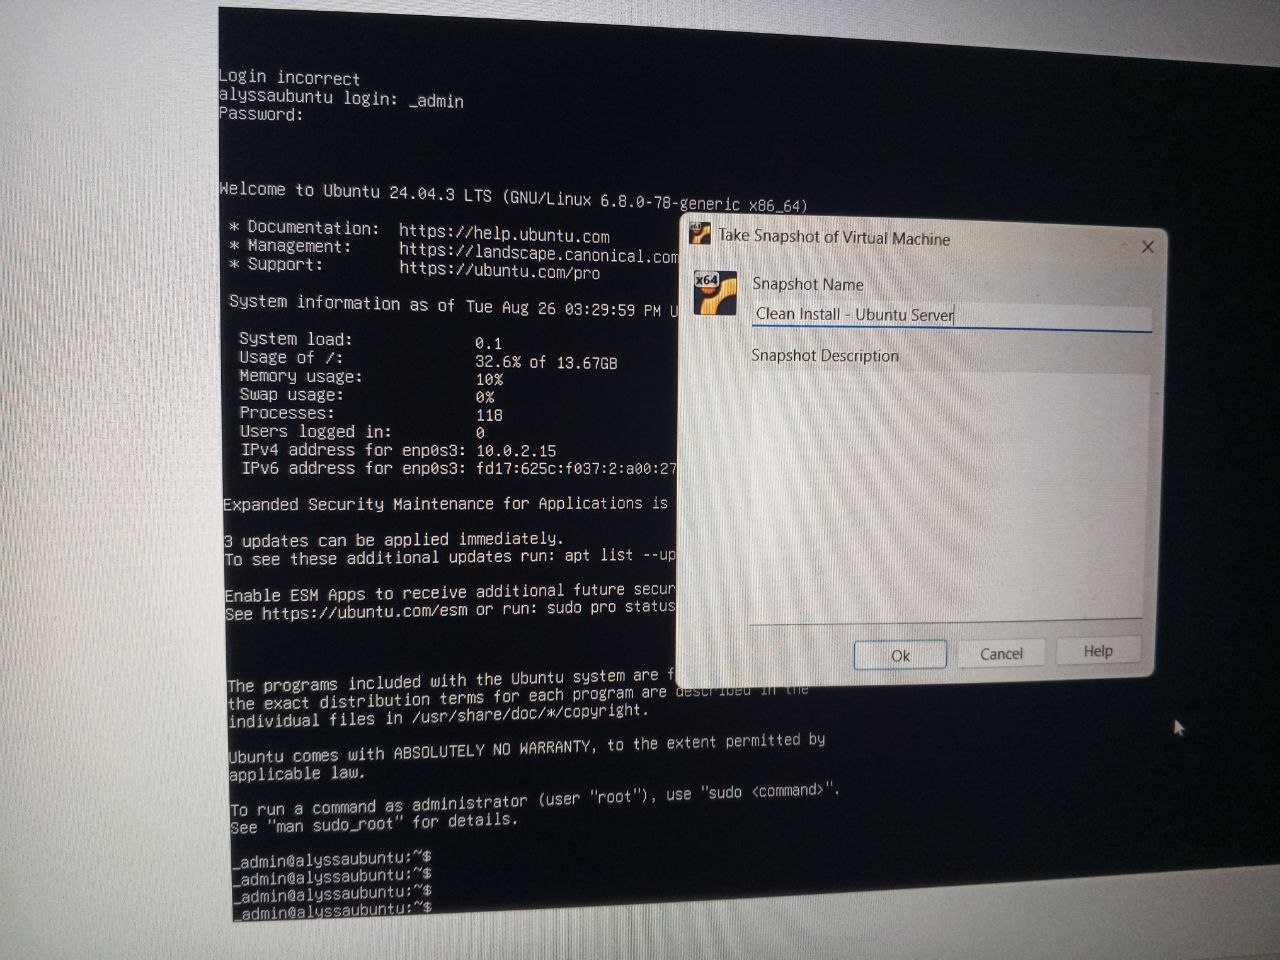 Login incorrect
alyssaubuntu login: _admin
Password:
Welcome to Ubuntu 24.04.3 LTS (GNU/Linux 6.8.0-78-generic x86_64)
* Documentation: https://help.ubuntu.com
* Management: https://landscape.canonical.com
* Support: https://ubuntu.com/pro
System information as of Tue Aug 26 03:29:59 PM U
System load: 0.1
Usage of /: 32.6% of 13.67GB
Memory usage: 10%
Swap usage: 0%
Processes: 118
Users logged in: 0
IPv4 address for enp0s3: 10.0.2.15
IPv6 address for enp0s3: fd17:625c:f037:2:a00:27
Expanded Security Maintenance for Applications is
3 updates can be applied immediately.
To see these additional updates run: apt list --up
Enable ESM Apps to receive additional future secur
See https://ubuntu.com/esm or run: sudo pro status
The programs included with the Ubuntu system are f
the exact distribution terms for each program are described in the
individual files in /usr/share/doc/*/copyright.
Ubuntu comes with ABSOLUTELY NO WARRANTY, to the extent permitted by
applicable law.
To run a command as administrator (user "root"), use "sudo <command>".
See "man sudo_root" for details.
_admin@alyssaubuntu:~$
_admin@alyssaubuntu:~$
_admin@alyssaubuntu:~$
_admin@alyssaubuntu:~$
Take Snapshot of Virtual Machine
x64
Snapshot Name
Clean Install - Ubuntu Server
Snapshot Description
Ok Cancel Help